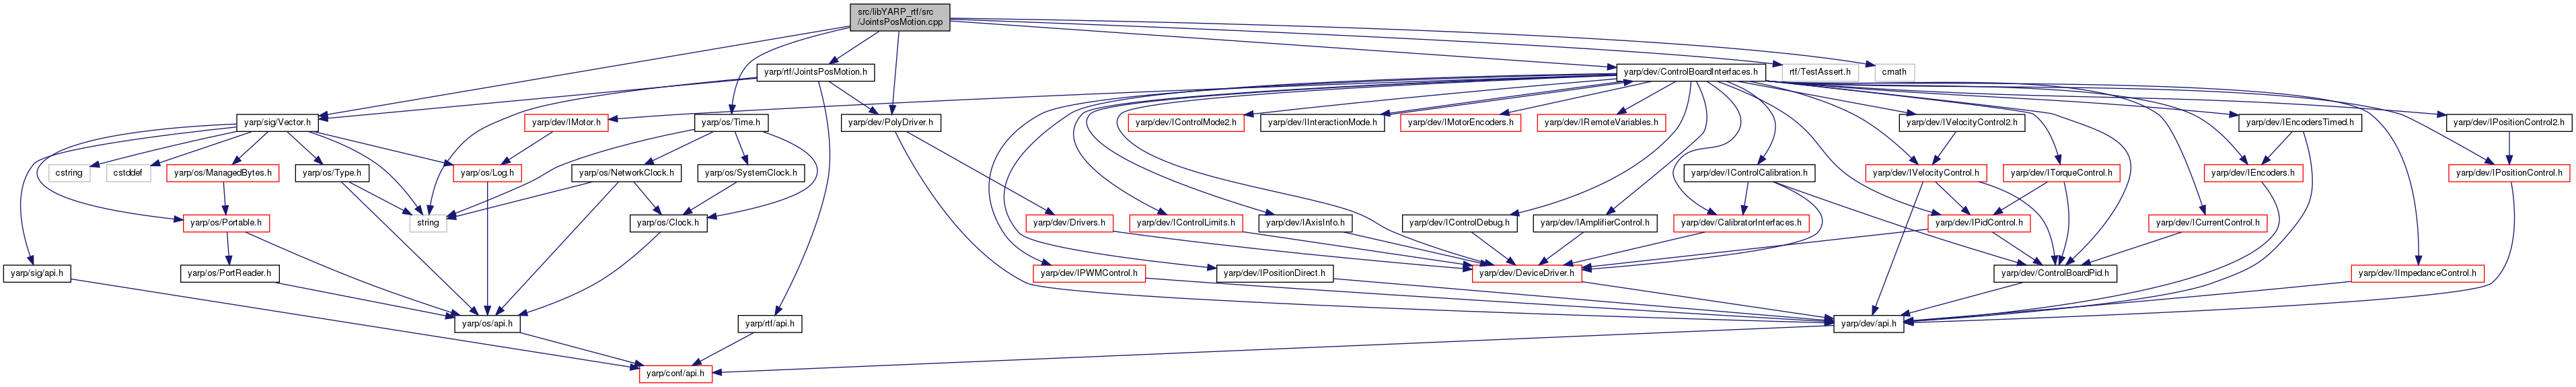 src/libYARP_rtf/src
/JointsPosMotion.cpp
yarp/rtf/JointsPosMotion.h
yarp/dev/ControlBoardInterfaces.h
rtf/TestAssert.h
cmath
yarp/sig/Vector.h
yarp/dev/IMotor.h
yarp/os/Time.h
yarp/dev/PolyDriver.h
yarp/dev/IControlMode2.h
yarp/dev/IInteractionMode.h
yarp/dev/IMotorEncoders.h
yarp/dev/IRemoteVariables.h
yarp/dev/IVelocityControl2.h
yarp/dev/IEncodersTimed.h
yarp/dev/IPositionControl2.h
cstring
cstddef
yarp/os/ManagedBytes.h
yarp/os/Type.h
yarp/os/Log.h
yarp/os/NetworkClock.h
yarp/os/SystemClock.h
yarp/dev/IControlCalibration.h
yarp/dev/IVelocityControl.h
yarp/dev/ITorqueControl.h
yarp/dev/IEncoders.h
yarp/dev/IPositionControl.h
yarp/os/Portable.h
string
yarp/os/Clock.h
yarp/dev/Drivers.h
yarp/dev/IControlLimits.h
yarp/dev/IAxisInfo.h
yarp/dev/IControlDebug.h
yarp/dev/IAmplifierControl.h
yarp/dev/CalibratorInterfaces.h
yarp/dev/IPidControl.h
yarp/dev/ICurrentControl.h
yarp/sig/api.h
yarp/os/PortReader.h
yarp/dev/IPWMControl.h
yarp/dev/IPositionDirect.h
yarp/dev/DeviceDriver.h
yarp/dev/ControlBoardPid.h
yarp/dev/IImpedanceControl.h
yarp/os/api.h
yarp/rtf/api.h
yarp/dev/api.h
yarp/conf/api.h